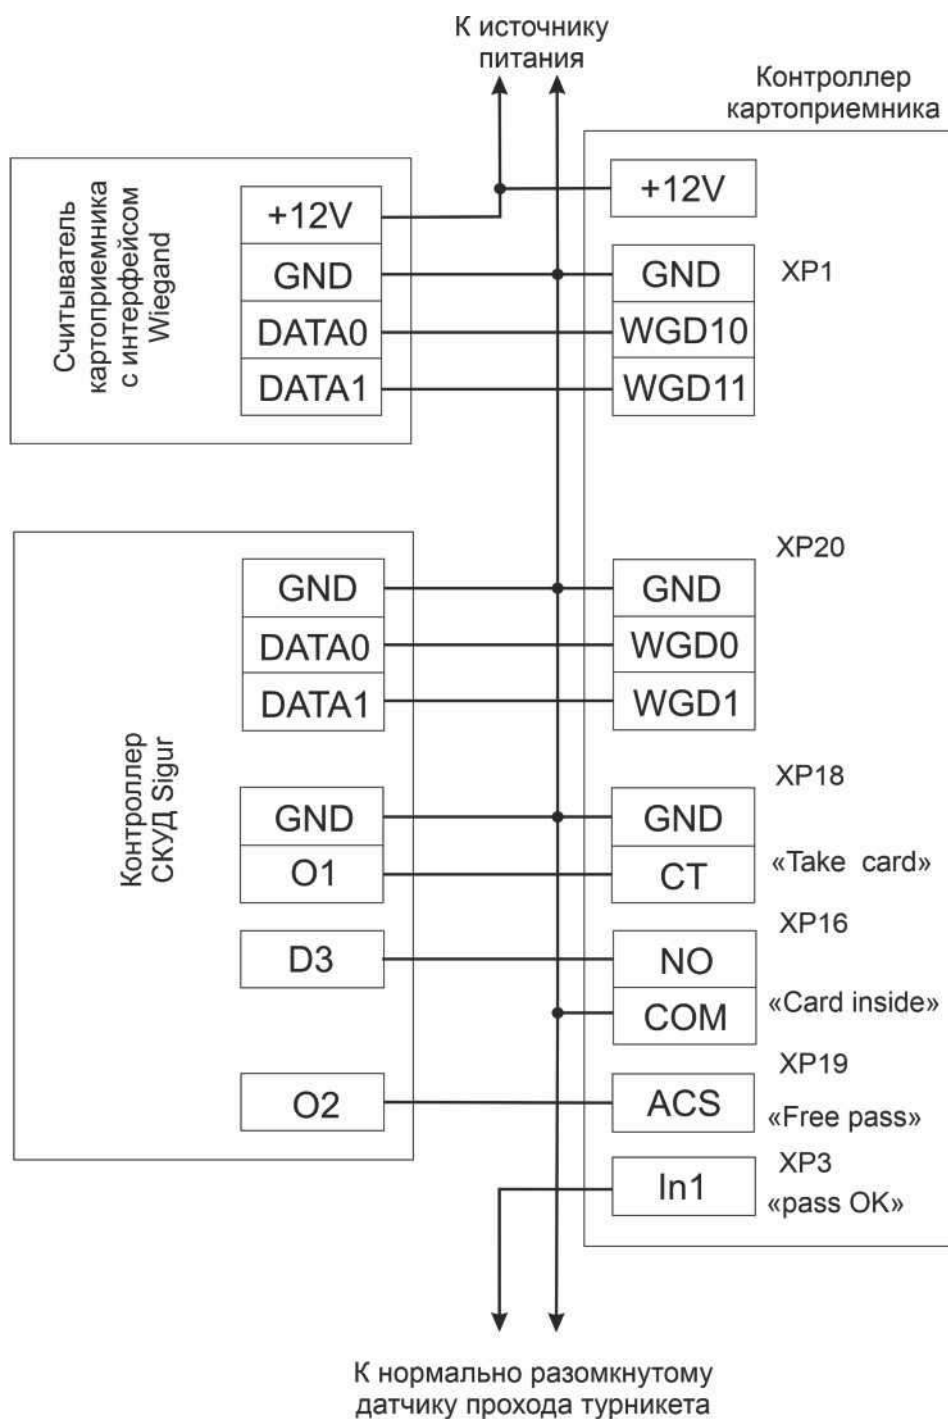 К источнику
питания
Контроллер
картоприемника
Считыватель
картоприемника
с интерфейсом
Wiegand
+12V
GND
DATA0
DATA1
+12V
GND
XP1
WGD10
WGD11
Контроллер
СКУД Sigur
GND
DATA0
DATA1
GND
O1
D3
O2
XP20
GND
WGD0
WGD1
XP18
GND
CT
«Take card»
XP16
NO
COM
«Card inside»
XP19
ACS
«Free pass»
XP3
In1
«pass OK»
К нормально разомкнутому
датчику прохода турникета